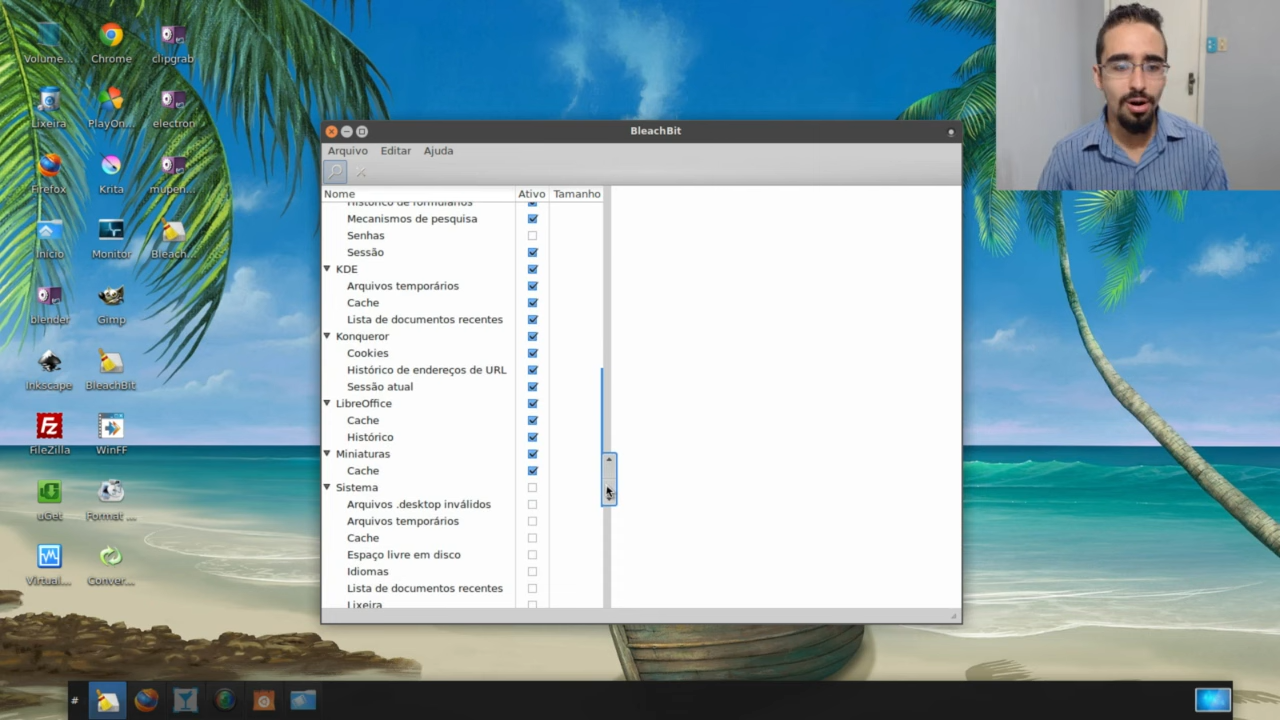 Volume...
Chrome
clipgrab
Lixeira
PlayOn...
electron
Firefox
Krita
mupen...
Início
Monitor
Bleach...
blender
Gimp
Inkscape
BleachBit
FileZilla
WinFF
uGet
Format ...
Virtual...
Conver...
BleachBit
Arquivo Editar Ajuda
Nome Ativo Tamanho
Histórico de formulários
Mecanismos de pesquisa
Senhas
Sessão
KDE
Arquivos temporários
Cache
Lista de documentos recentes
Konqueror
Cookies
Histórico de endereços de URL
Sessão atual
LibreOffice
Cache
Histórico
Miniaturas
Cache
Sistema
Arquivos .desktop inválidos
Arquivos temporários
Cache
Espaço livre em disco
Idiomas
Lista de documentos recentes
Lixeira
#